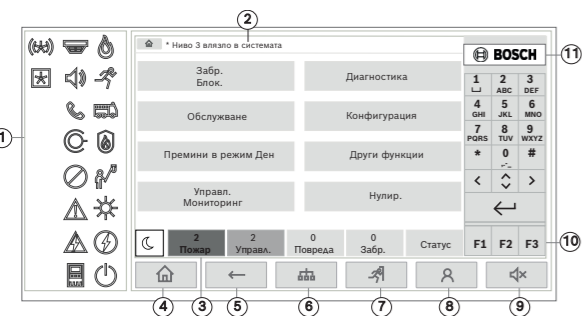 2
* Ниво 3 влязло в системата
BOSCH
11
Забр.
Блок.
Диагностика
Обслужване
Конфигурация
Премини в режим Ден
Други функции
Управл.
Мониторинг
Нулир.
1
2
ABC
3
DEF
4
GHI
5
JKL
6
MNO
7
PQRS
8
TUV
9
WXYZ
*
0
#
<
>
1
2
Пожар
2
Управл.
0
Повреда
0
Забр.
Статус
F1 F2 F3
10
4
3
5
6
7
8
9